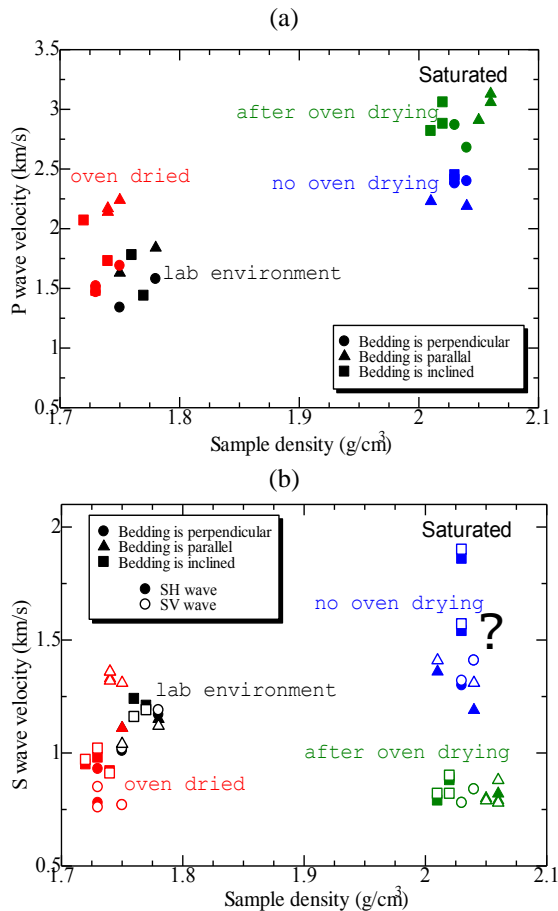 (a)
3.5
Saturated
3
after oven drying
2.5
oven dried
no oven drying
2
lab environment
1.5
Bedding is perpendicular
Bedding is parallal
Bedding is inclined
1
0.5
P wave velocity (km/s)
1.7 1.8 1.9 2 2.1
Sample density (g/cm³)
(b)
2
Bedding is perpendicular
Bedding is parallel
Bedding is inclined
SH wave
SV wave
Saturated
no oven drying
?
1.5
lab environment
1
after oven drying
oven dried
0.5
S wave velocity (km/s)
1.7 1.8 1.9 2 2.1
Sample density (g/cm³)